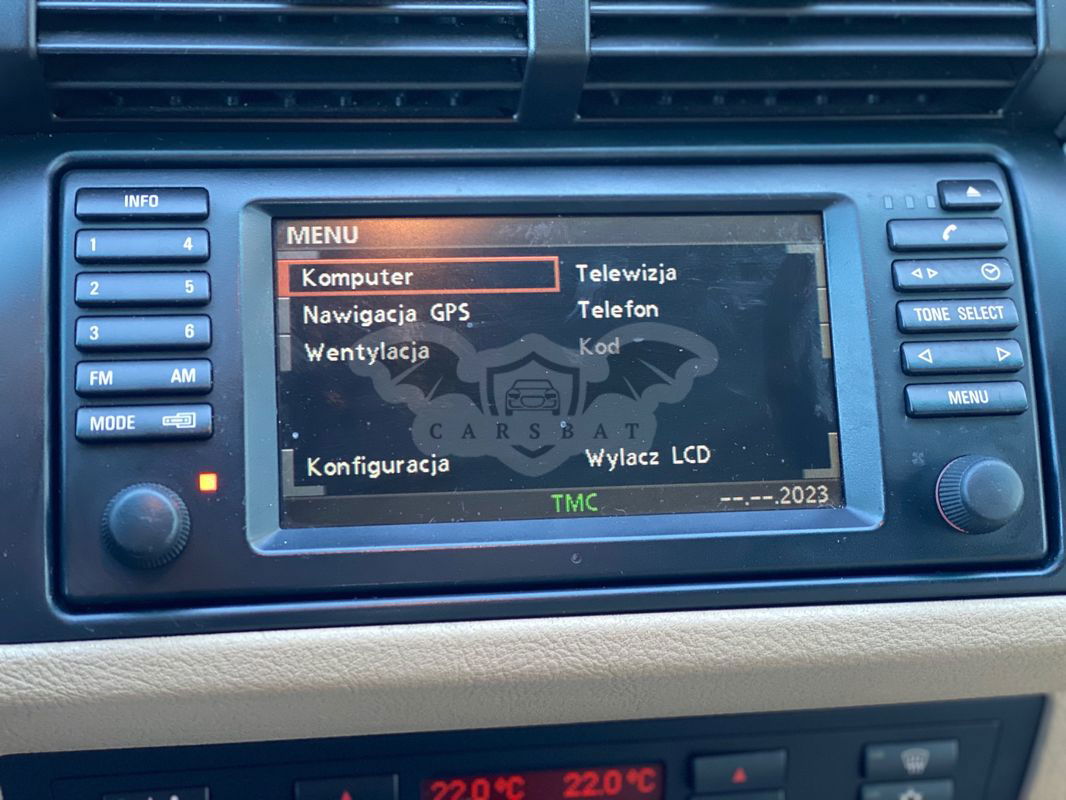 INFO
1 4
2 5
3 6
FM AM
MODE
MENU
Komputer
Nawigacja GPS
Wentylacja
Telewizja
Telefon
Kod
CARSBAT
Konfiguracja
Wylacz LCD
TMC
--.--.2023
TONE SELECT
MENU
22.0°C 22.0°C